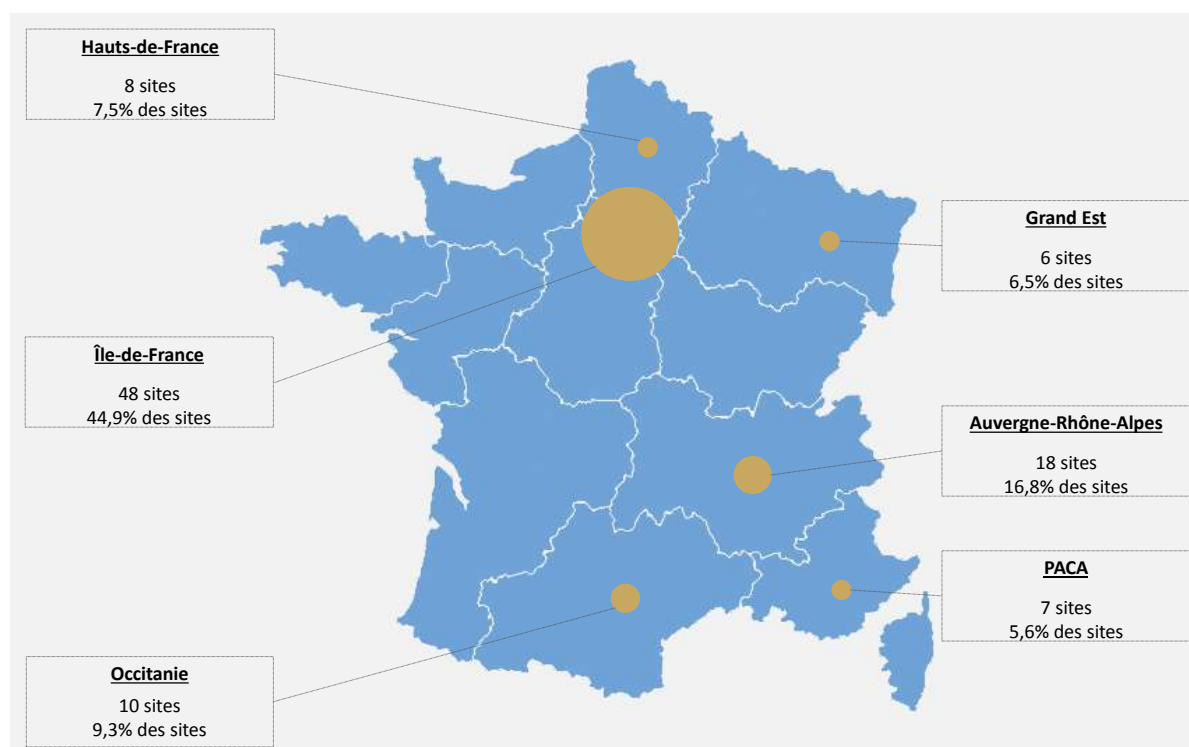 Hauts-de-France
8 sites
7,5% des sites
Grand Est
6 sites
6,5% des sites
Île-de-France
48 sites
44,9% des sites
Auvergne-Rhône-Alpes
18 sites
16,8% des sites
PACA
7 sites
5,6% des sites
Occitanie
10 sites
9,3% des sites